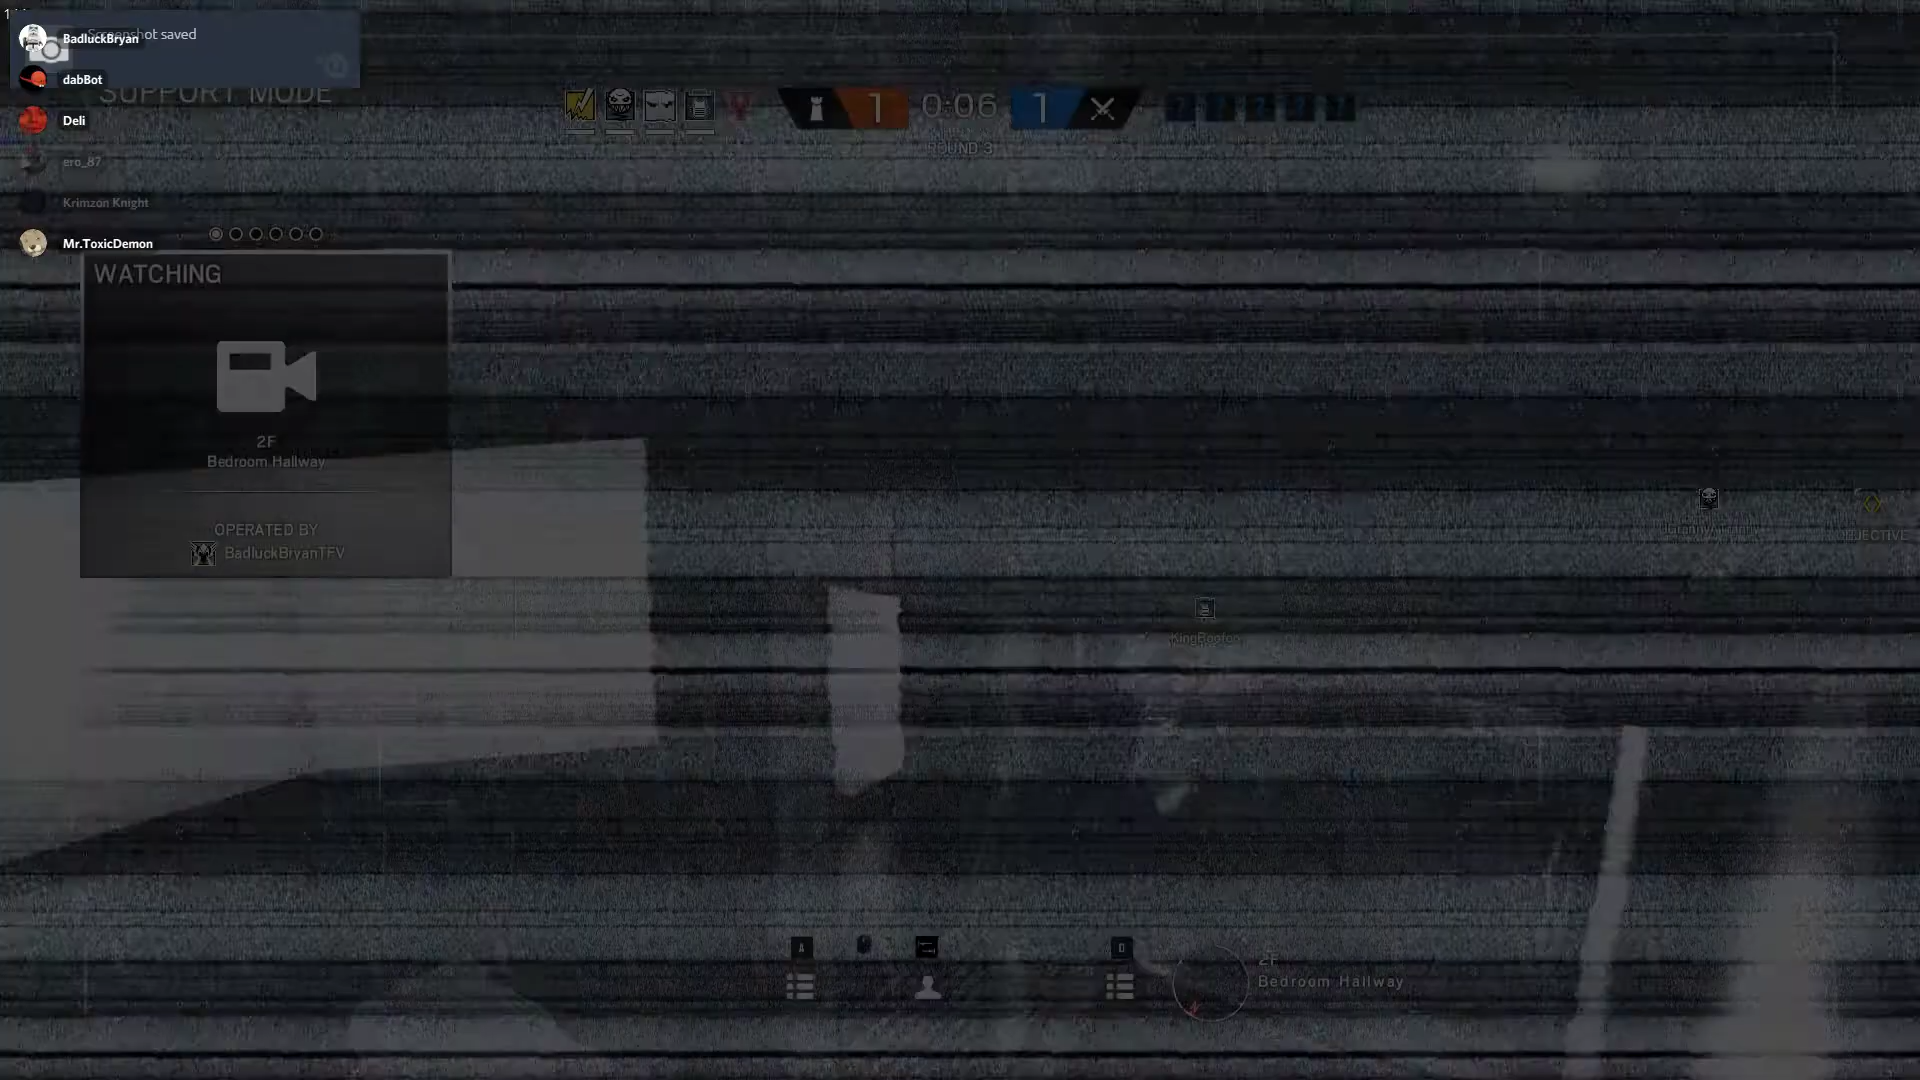 Screenshot saved
BadluckBryan
dabBot
SUPPORT MODE
1 0:06 1
ROUND 3
Deli
ero_87
Krimzon Knight
Mr.ToxicDemon
WATCHING
2F
Bedroom Hallway
OPERATED BY
BadluckBryanTFV
OBJECTIVE
A
D
2F
Bedroom Hallway